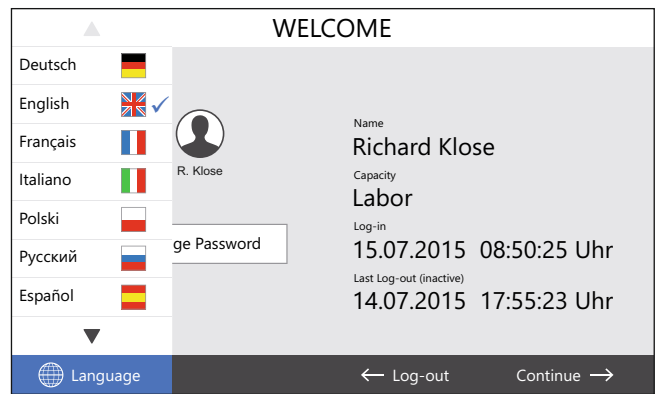 WELCOME
Deutsch
English
Français
Italiano
Polski
Русский
Español
R. Klose
ge Password
Name
Richard Klose
Capacity
Labor
Log-in
15.07.2015 08:50:25 Uhr
Last Log-out (inactive)
14.07.2015 17:55:23 Uhr
Language
← Log-out
Continue →